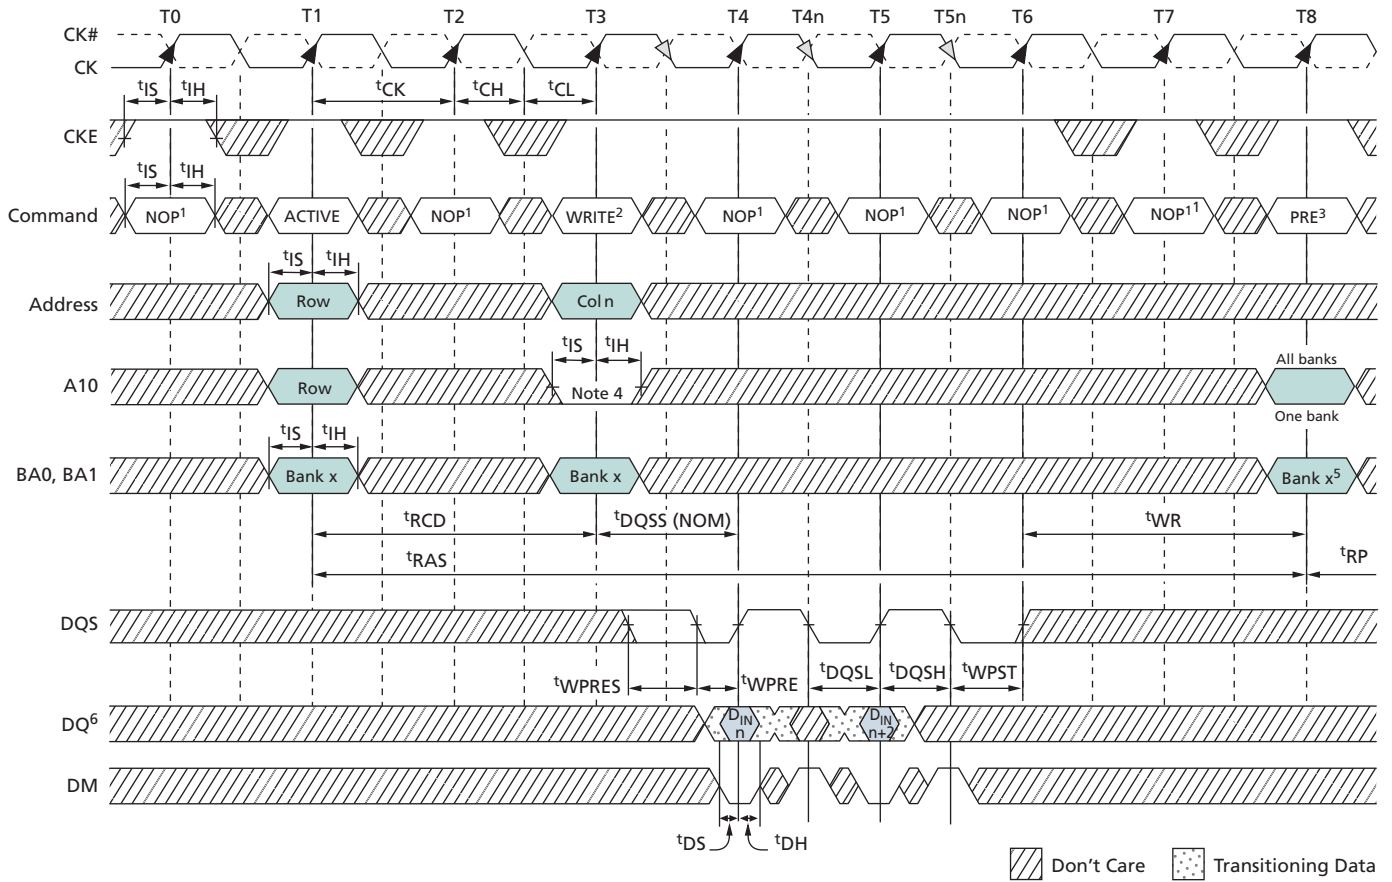 T0 T1 T2 T3 T4 T4n T5 T5n T6 T7 T8
CK#
CK
tIS tIH tCK tCH tCL
CKE
tIS tIH
Command NOP1 ACTIVE NOP1 WRITE2 NOP1 NOP1 NOP1 NOP11 PRE3
tIS tIH
Address Row Col n
tIS tIH All banks
A10 Row Note 4
One bank
tIS tIH
BA0, BA1 Bank x Bank x Bank x5
tRCD tDQSS (NOM) tWR
tRAS tRP
DQS
tWPRES tWPRE tDQSL tDQSH tWPST
DQ6 DIN n DIN n+2
DM
tDS tDH
Don't Care Transitioning Data